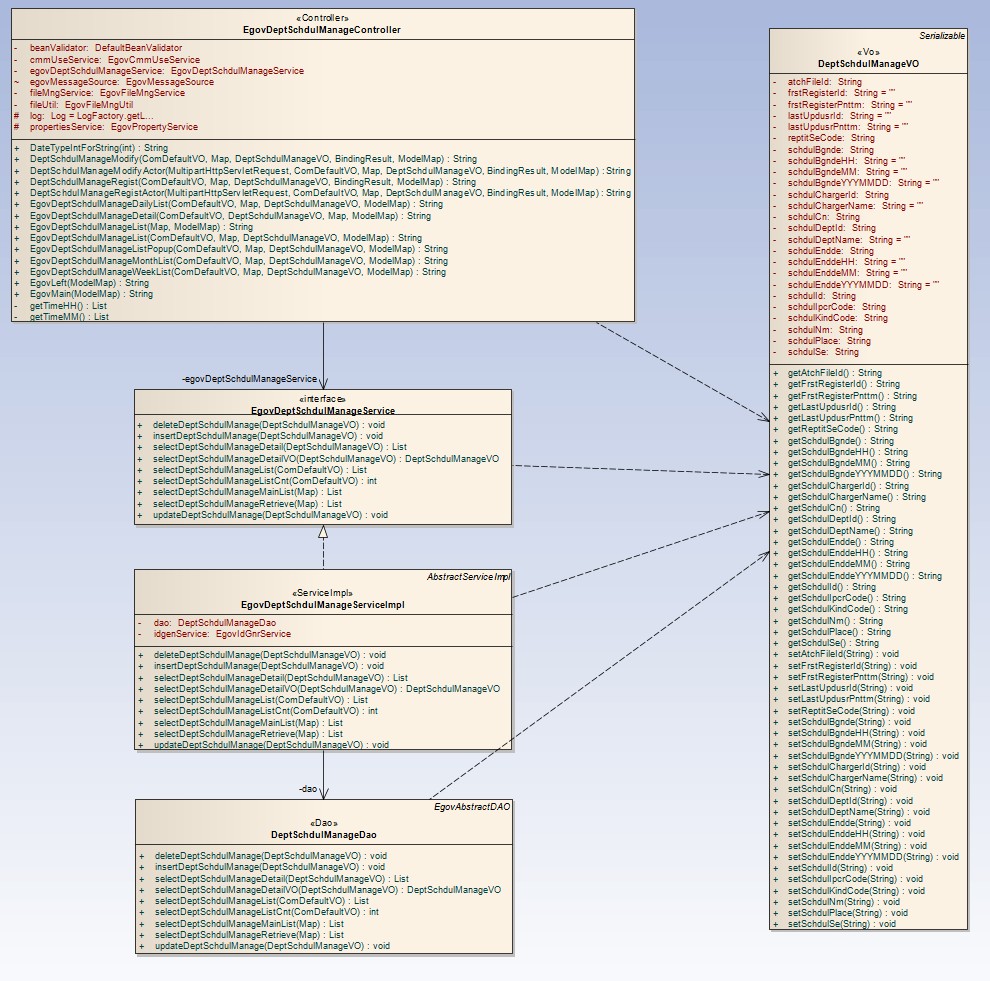 «Controller»
EgovDeptSchdulManageController
- beanValidator: DefaultBeanValidator
- cmmUseService: EgovCmmUseService
- egovDeptSchdulManageService: EgovDeptSchdulManageService
~ egovMessageSource: EgovMessageSource
- fileMngService: EgovFileMngService
- fileUtil: EgovFileMngUtil
# log: Log = LogFactory.getL...
# propertiesService: EgovPropertyService
+ DateTypeIntForString(int) : String
+ DeptSchdulManageModify(ComDefaultVO, Map, DeptSchdulManageVO, BindingResult, ModelMap) : String
+ DeptSchdulManageModifyActor(MultipartHttpServletRequest, ComDefaultVO, Map, DeptSchdulManageVO, BindingResult, ModelMap) : String
+ DeptSchdulManageRegist(ComDefaultVO, Map, DeptSchdulManageVO, BindingResult, ModelMap) : String
+ DeptSchdulManageRegistActor(MultipartHttpServletRequest, ComDefaultVO, Map, DeptSchdulManageVO, BindingResult, ModelMap) : String
+ EgovDeptSchdulManageDailyList(ComDefaultVO, Map, DeptSchdulManageVO, ModelMap) : String
+ EgovDeptSchdulManageDetail(ComDefaultVO, DeptSchdulManageVO, Map, ModelMap) : String
+ EgovDeptSchdulManageList(Map, ModelMap) : String
+ EgovDeptSchdulManageList(ComDefaultVO, Map, DeptSchdulManageVO, ModelMap) : String
+ EgovDeptSchdulManageListPopup(ComDefaultVO, Map, DeptSchdulManageVO, ModelMap) : String
+ EgovDeptSchdulManageMonthList(ComDefaultVO, Map, DeptSchdulManageVO, ModelMap) : String
+ EgovDeptSchdulManageWeekList(ComDefaultVO, Map, DeptSchdulManageVO, ModelMap) : String
+ EgovLeft(ModelMap) : String
+ EgovMain(ModelMap) : String
- getTimeHH() : List
- getTimeMM() : List
-egovDeptSchdulManageService
«interface»
EgovDeptSchdulManageService
+ deleteDeptSchdulManage(DeptSchdulManageVO) : void
+ insertDeptSchdulManage(DeptSchdulManageVO) : void
+ selectDeptSchdulManageDetail(DeptSchdulManageVO) : List
+ selectDeptSchdulManageDetailVO(DeptSchdulManageVO) : DeptSchdulManageVO
+ selectDeptSchdulManageList(ComDefaultVO) : List
+ selectDeptSchdulManageListCnt(ComDefaultVO) : int
+ selectDeptSchdulManageMainList(Map) : List
+ selectDeptSchdulManageRetrieve(Map) : List
+ updateDeptSchdulManage(DeptSchdulManageVO) : void
AbstractServiceImpl
«ServiceImpl»
EgovDeptSchdulManageServiceImpl
- dao: DeptSchdulManageDao
- idgenService: EgovIdGnrService
+ deleteDeptSchdulManage(DeptSchdulManageVO) : void
+ insertDeptSchdulManage(DeptSchdulManageVO) : void
+ selectDeptSchdulManageDetail(DeptSchdulManageVO) : List
+ selectDeptSchdulManageDetailVO(DeptSchdulManageVO) : DeptSchdulManageVO
+ selectDeptSchdulManageList(ComDefaultVO) : List
+ selectDeptSchdulManageListCnt(ComDefaultVO) : int
+ selectDeptSchdulManageMainList(Map) : List
+ selectDeptSchdulManageRetrieve(Map) : List
+ updateDeptSchdulManage(DeptSchdulManageVO) : void
-dao
EgovAbstractDAO
«Dao»
DeptSchdulManageDao
+ deleteDeptSchdulManage(DeptSchdulManageVO) : void
+ insertDeptSchdulManage(DeptSchdulManageVO) : void
+ selectDeptSchdulManageDetail(DeptSchdulManageVO) : List
+ selectDeptSchdulManageDetailVO(DeptSchdulManageVO) : DeptSchdulManageVO
+ selectDeptSchdulManageList(ComDefaultVO) : List
+ selectDeptSchdulManageListCnt(ComDefaultVO) : int
+ selectDeptSchdulManageMainList(Map) : List
+ selectDeptSchdulManageRetrieve(Map) : List
+ updateDeptSchdulManage(DeptSchdulManageVO) : void
Serializable
«Vo»
DeptSchdulManageVO
- atchFileId: String
- frstRegisterId: String = ""
- frstRegisterPnttm: String = ""
- lastUpdusrId: String = ""
- lastUpdusrPnttm: String = ""
- reptitSeCode: String
- schdulBgnde: String
- schdulBgndeHH: String = ""
- schdulBgndeMM: String = ""
- schdulBgndeYYYMMDD: String = ""
- schdulChargerId: String
- schdulChargerName: String = ""
- schdulCn: String
- schdulDeptId: String
- schdulDeptName: String = ""
- schdulEndde: String
- schdulEnddeHH: String = ""
- schdulEnddeMM: String = ""
- schdulEnddeYYYMMDD: String = ""
- schdulId: String
- schdulIpcrCode: String
- schdulKindCode: String
- schdulNm: String
- schdulPlace: String
- schdulSe: String
+ getAtchFileId() : String
+ getFrstRegisterId() : String
+ getFrstRegisterPnttm() : String
+ getLastUpdusrId() : String
+ getLastUpdusrPnttm() : String
+ getReptitSeCode() : String
+ getSchdulBgnde() : String
+ getSchdulBgndeHH() : String
+ getSchdulBgndeMM() : String
+ getSchdulBgndeYYYMMDD() : String
+ getSchdulChargerId() : String
+ getSchdulChargerName() : String
+ getSchdulCn() : String
+ getSchdulDeptId() : String
+ getSchdulDeptName() : String
+ getSchdulEndde() : String
+ getSchdulEnddeHH() : String
+ getSchdulEnddeMM() : String
+ getSchdulEnddeYYYMMDD() : String
+ getSchdulId() : String
+ getSchdulIpcrCode() : String
+ getSchdulKindCode() : String
+ getSchdulNm() : String
+ getSchdulPlace() : String
+ getSchdulSe() : String
+ setAtchFileId(String) : void
+ setFrstRegisterId(String) : void
+ setFrstRegisterPnttm(String) : void
+ setLastUpdusrId(String) : void
+ setLastUpdusrPnttm(String) : void
+ setReptitSeCode(String) : void
+ setSchdulBgnde(String) : void
+ setSchdulBgndeHH(String) : void
+ setSchdulBgndeMM(String) : void
+ setSchdulBgndeYYYMMDD(String) : void
+ setSchdulChargerId(String) : void
+ setSchdulChargerName(String) : void
+ setSchdulCn(String) : void
+ setSchdulDeptId(String) : void
+ setSchdulDeptName(String) : void
+ setSchdulEndde(String) : void
+ setSchdulEnddeHH(String) : void
+ setSchdulEnddeMM(String) : void
+ setSchdulEnddeYYYMMDD(String) : void
+ setSchdulId(String) : void
+ setSchdulIpcrCode(String) : void
+ setSchdulKindCode(String) : void
+ setSchdulNm(String) : void
+ setSchdulPlace(String) : void
+ setSchdulSe(String) : void